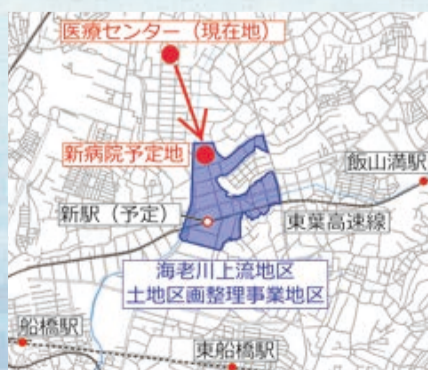 医療センター（現在地）
新病院予定地
飯山満駅
新駅（予定）
東葉高速線
海老川上流地区
土地区画整理事業地区
船橋駅
東船橋駅